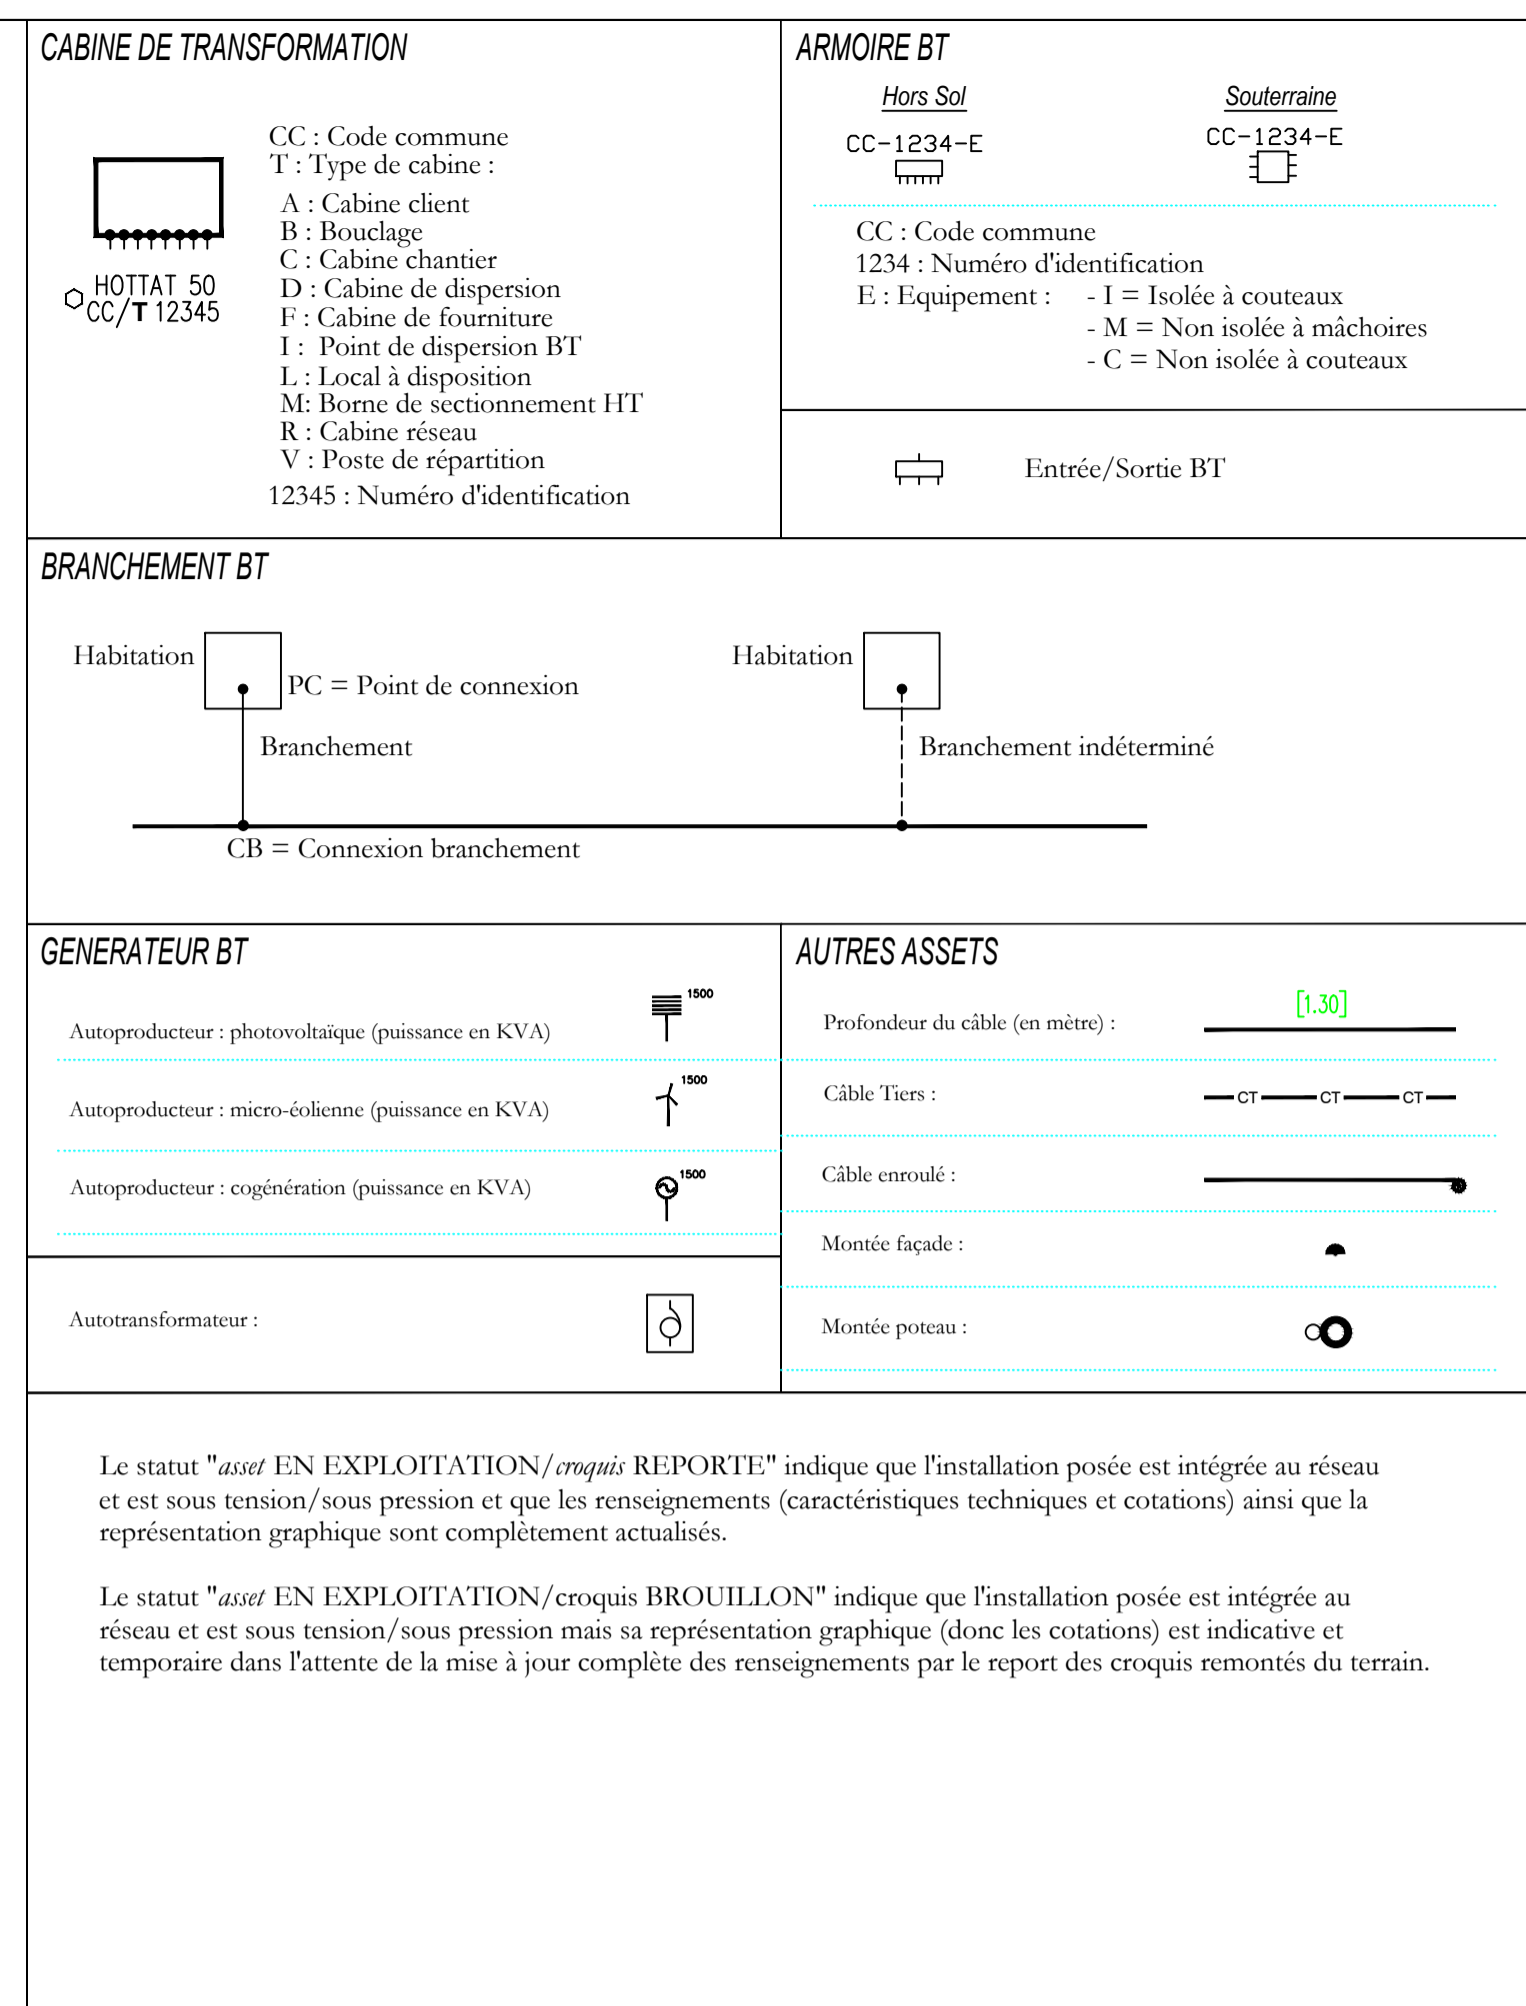 CABINE DE TRANSFORMATION
CC : Code commune
T : Type de cabine :
A : Cabine client
B : Bouclage
C : Cabine chantier
D : Cabine de dispersion
F : Cabine de fourniture
I :  Point de dispersion BT
L : Local à disposition
M: Borne de sectionnement HT
R : Cabine réseau
V : Poste de répartition
12345 : Numéro d'identification
HOTTAT 50
CC/T 12345
ARMOIRE BT
Hors Sol
Souterraine
CC-1234-E
CC-1234-E
CC : Code commune
1234 : Numéro d'identification
E : Equipement : - I = Isolée à couteaux
- M = Non isolée à mâchoires
- C = Non isolée à couteaux
Entrée/Sortie BT
BRANCHEMENT BT
Habitation
PC = Point de connexion
Branchement
CB = Connexion branchement
Habitation
Branchement indéterminé
GENERATEUR BT
Autoproducteur : photovoltaïque (puissance en KVA)
1500
Autoproducteur : micro-éolienne (puissance en KVA)
1500
Autoproducteur : cogénération (puissance en KVA)
1500
Autotransformateur :
AUTRES ASSETS
Profondeur du câble (en mètre) :
[1.30]
Câble Tiers :
CT CT CT
Câble enroulé :
Montée façade :
Montée poteau :
Le statut "asset EN EXPLOITATION/croquis REPORTE" indique que l'installation posée est intégrée au réseau
et est sous tension/sous pression et que les renseignements (caractéristiques techniques et cotations) ainsi que la
représentation graphique sont complètement actualisés.
Le statut "asset EN EXPLOITATION/croquis BROUILLON" indique que l'installation posée est intégrée au
réseau et est sous tension/sous pression mais sa représentation graphique (donc les cotations) est indicative et
temporaire dans l'attente de la mise à jour complète des renseignements par le report des croquis remontés du terrain.